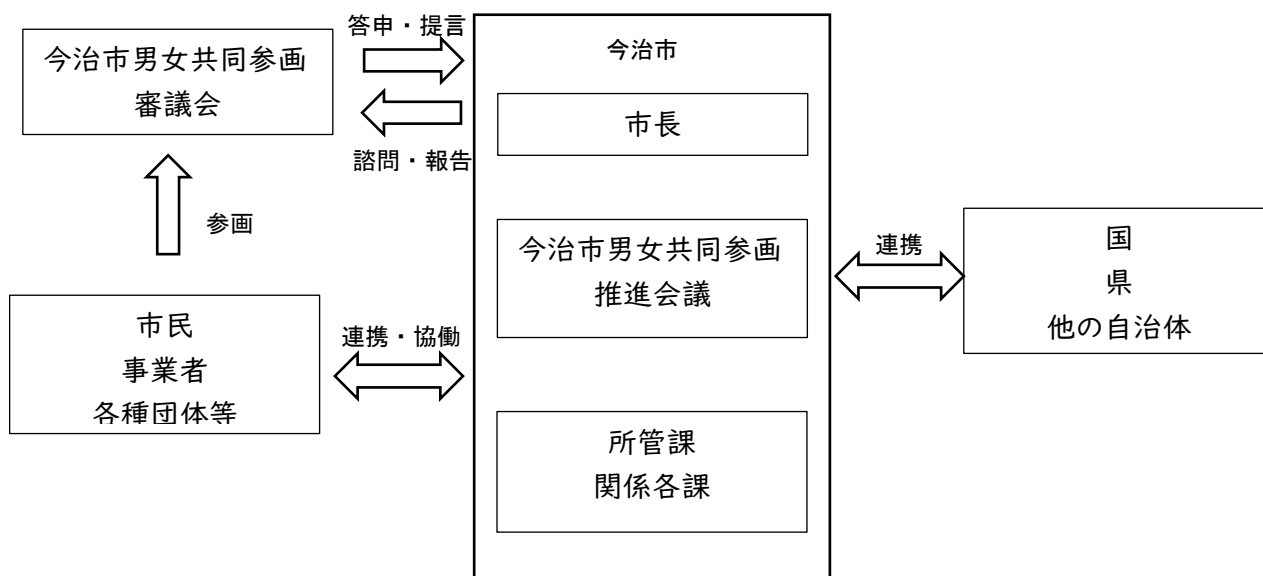 答申・提言
今治市男女共同参画
審議会
諮問・報告
参画
市民
事業者
各種団体等
連携・協働
今治市
市長
今治市男女共同参画
推進会議
所管課
関係各課
連携
国
県
他の自治体